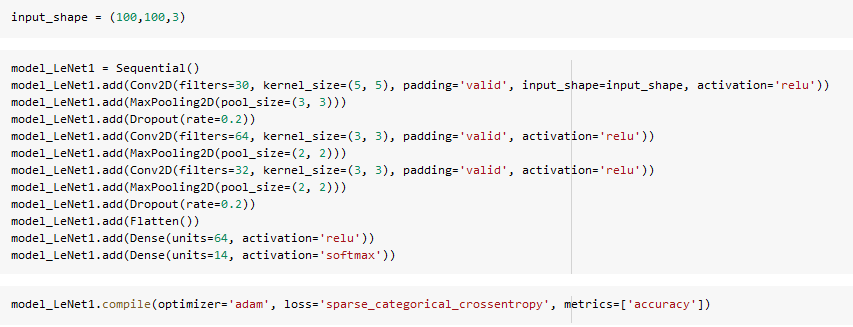 input_shape = (100,100,3)
model_LeNet1 = Sequential()
model_LeNet1.add(Conv2D(filters=30, kernel_size=(5, 5), padding='valid', input_shape=input_shape, activation='relu'))
model_LeNet1.add(MaxPooling2D(pool_size=(3, 3)))
model_LeNet1.add(Dropout(rate=0.2))
model_LeNet1.add(Conv2D(filters=64, kernel_size=(3, 3), padding='valid', activation='relu'))
model_LeNet1.add(MaxPooling2D(pool_size=(2, 2)))
model_LeNet1.add(Conv2D(filters=32, kernel_size=(3, 3), padding='valid', activation='relu'))
model_LeNet1.add(MaxPooling2D(pool_size=(2, 2)))
model_LeNet1.add(Dropout(rate=0.2))
model_LeNet1.add(Flatten())
model_LeNet1.add(Dense(units=64, activation='relu'))
model_LeNet1.add(Dense(units=14, activation='softmax'))
model_LeNet1.compile(optimizer='adam', loss='sparse_categorical_crossentropy', metrics=['accuracy'])